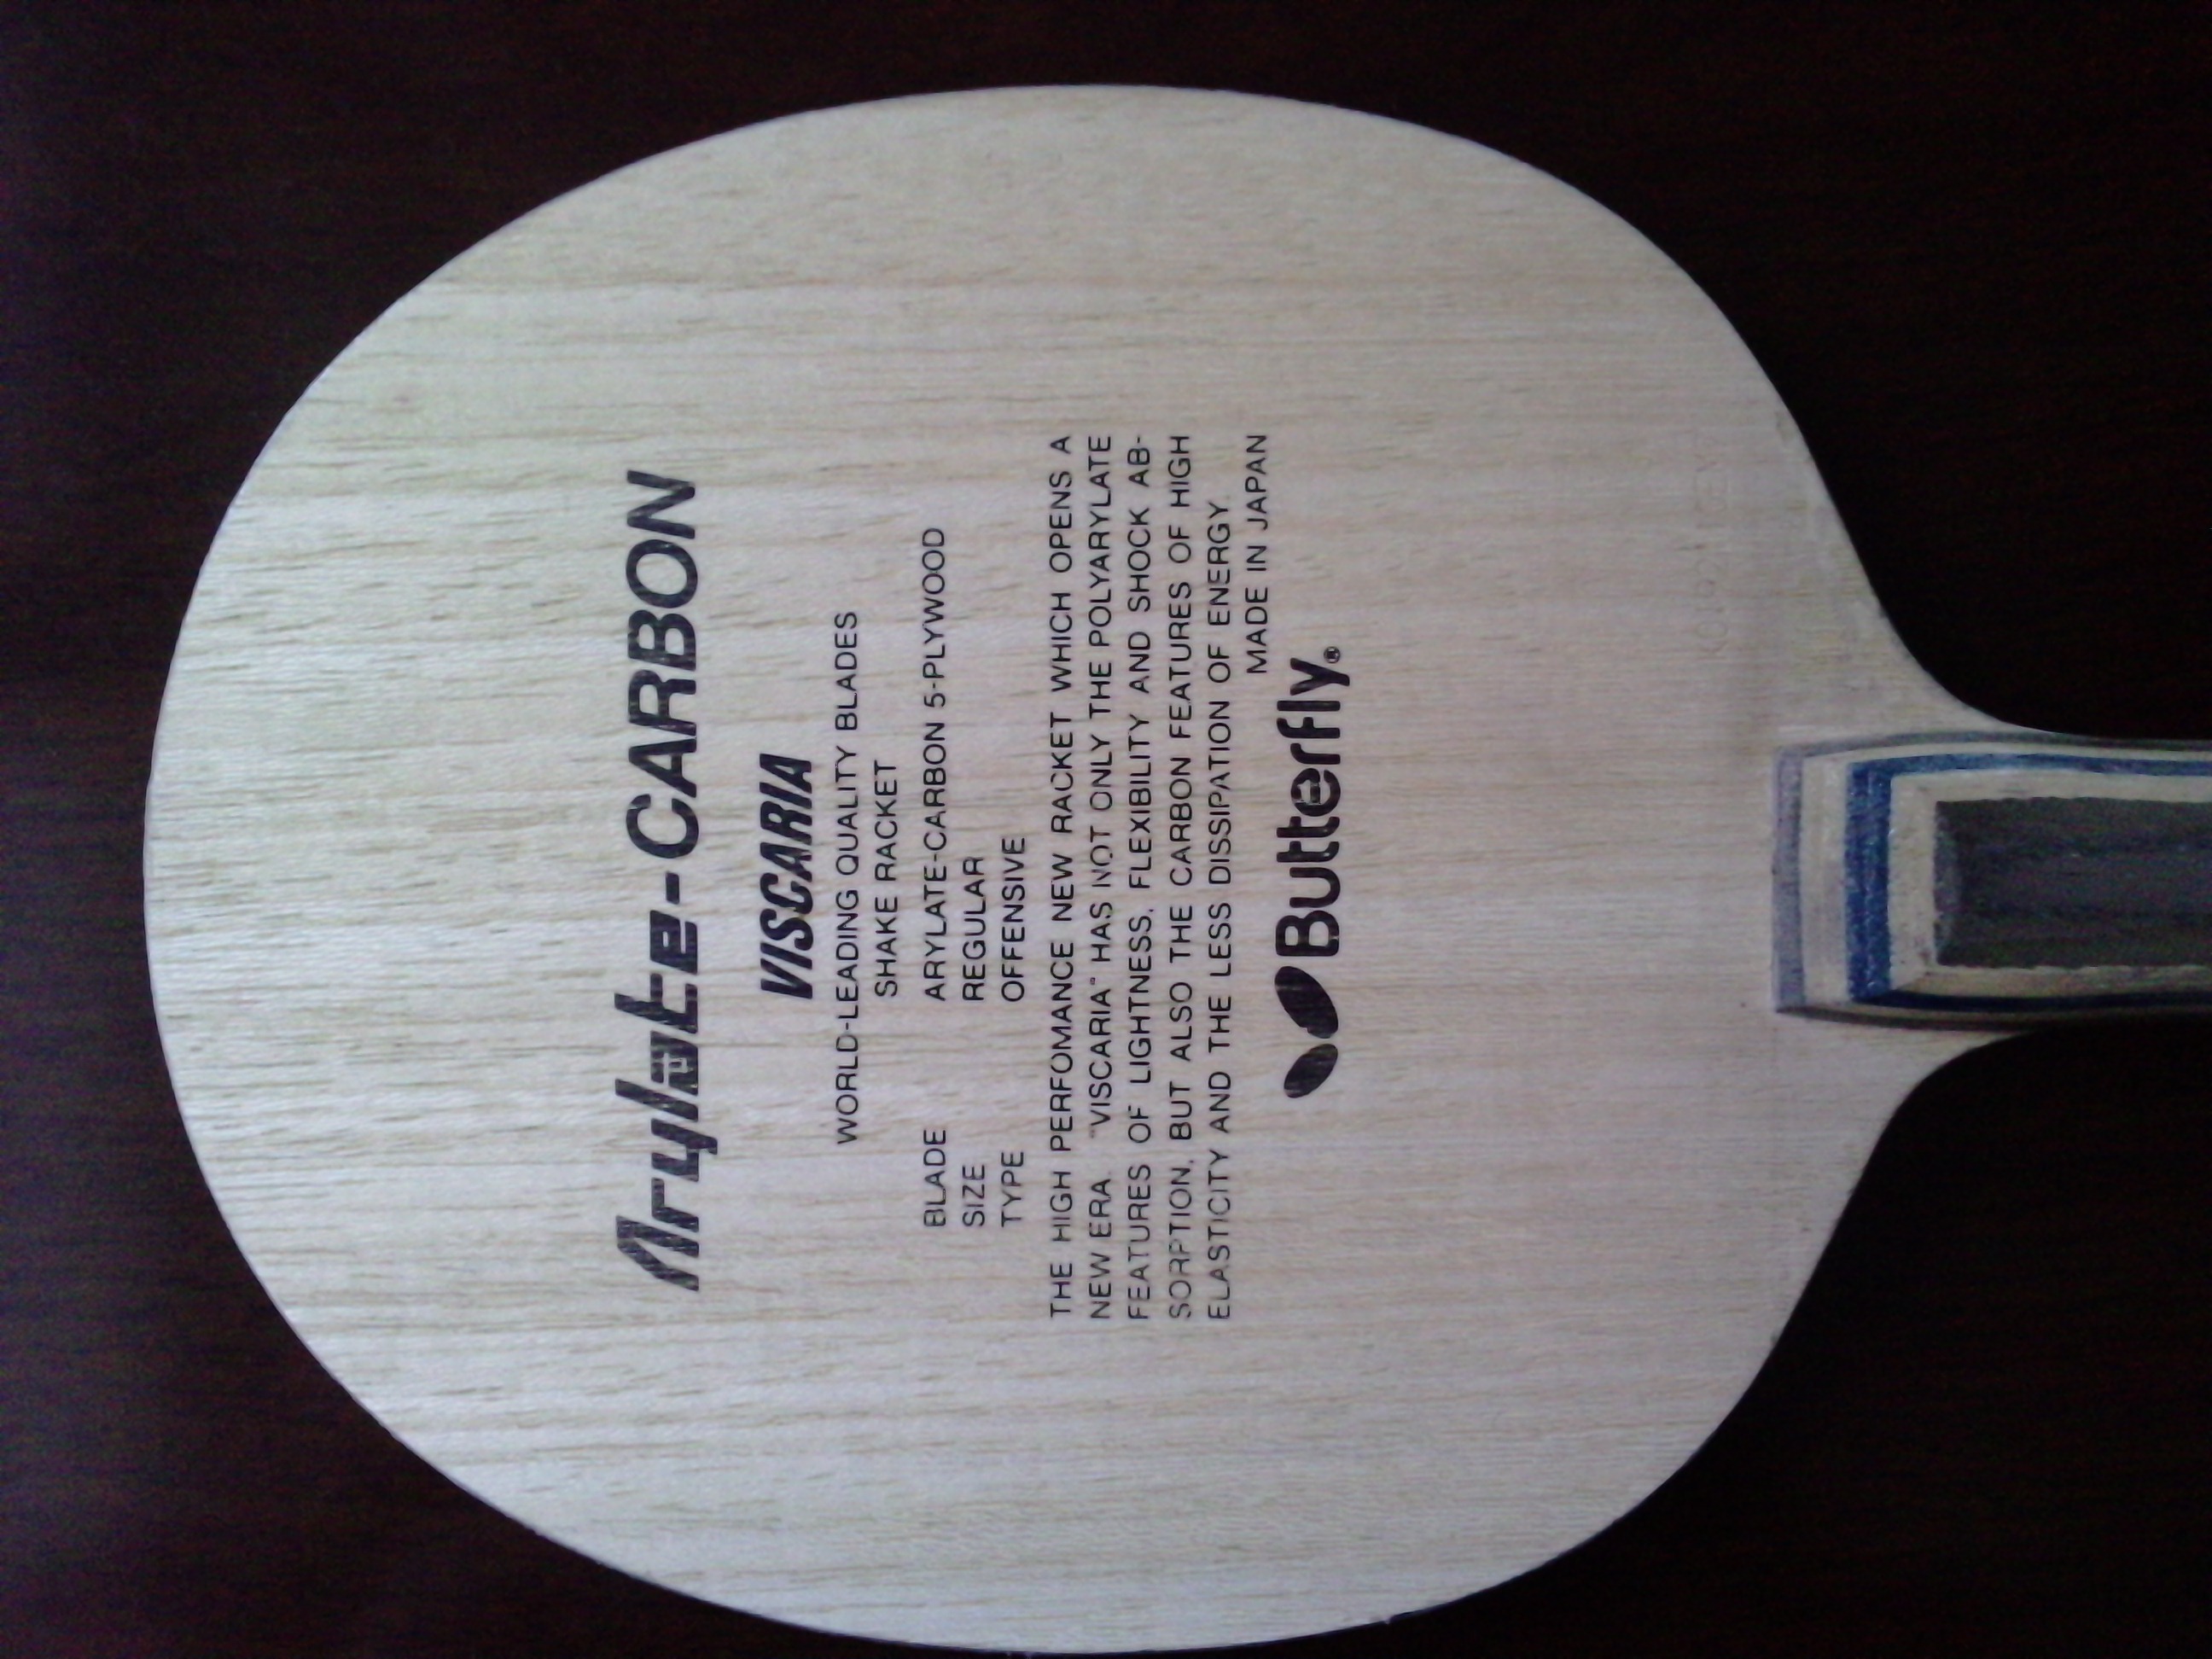 Arylate-CARBON
VISCARIA
WORLD-LEADING QUALITY BLADES
SHAKE RACKET
BLADE ARYLATE-CARBON 5-PLYWOOD
SIZE REGULAR
TYPE OFFENSIVE
THE HIGH PERFOMANCE NEW RACKET WHICH OPENS A
NEW ERA. "VISCARIA" HAS NOT ONLY THE POLYARYLATE
FEATURES OF LIGHTNESS, FLEXIBILITY AND SHOCK AB-
SORPTION, BUT ALSO THE CARBON FEATURES OF HIGH
ELASTICITY AND THE LESS DISSIPATION OF ENERGY.
MADE IN JAPAN
Butterfly®